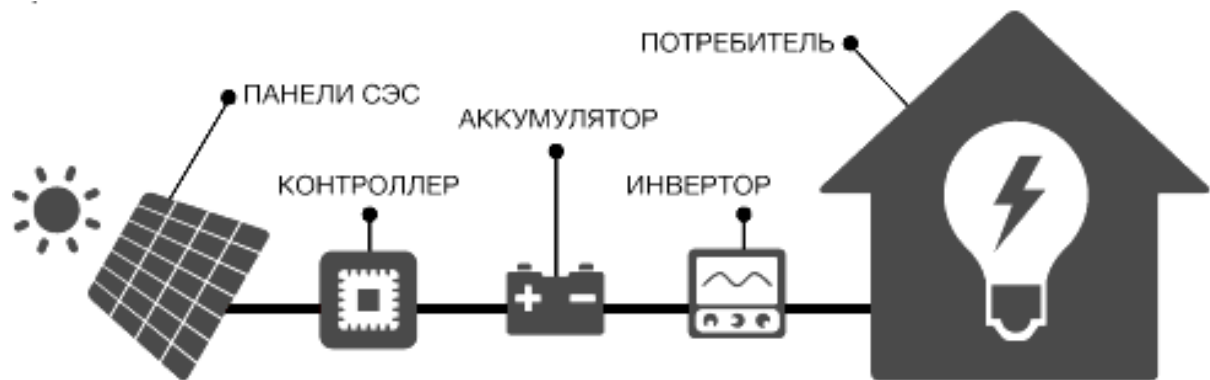 ПОТРЕБИТЕЛЬ
ПАНЕЛИ СЭС
АККУМУЛЯТОР
КОНТРОЛЛЕР
ИНВЕРТОР